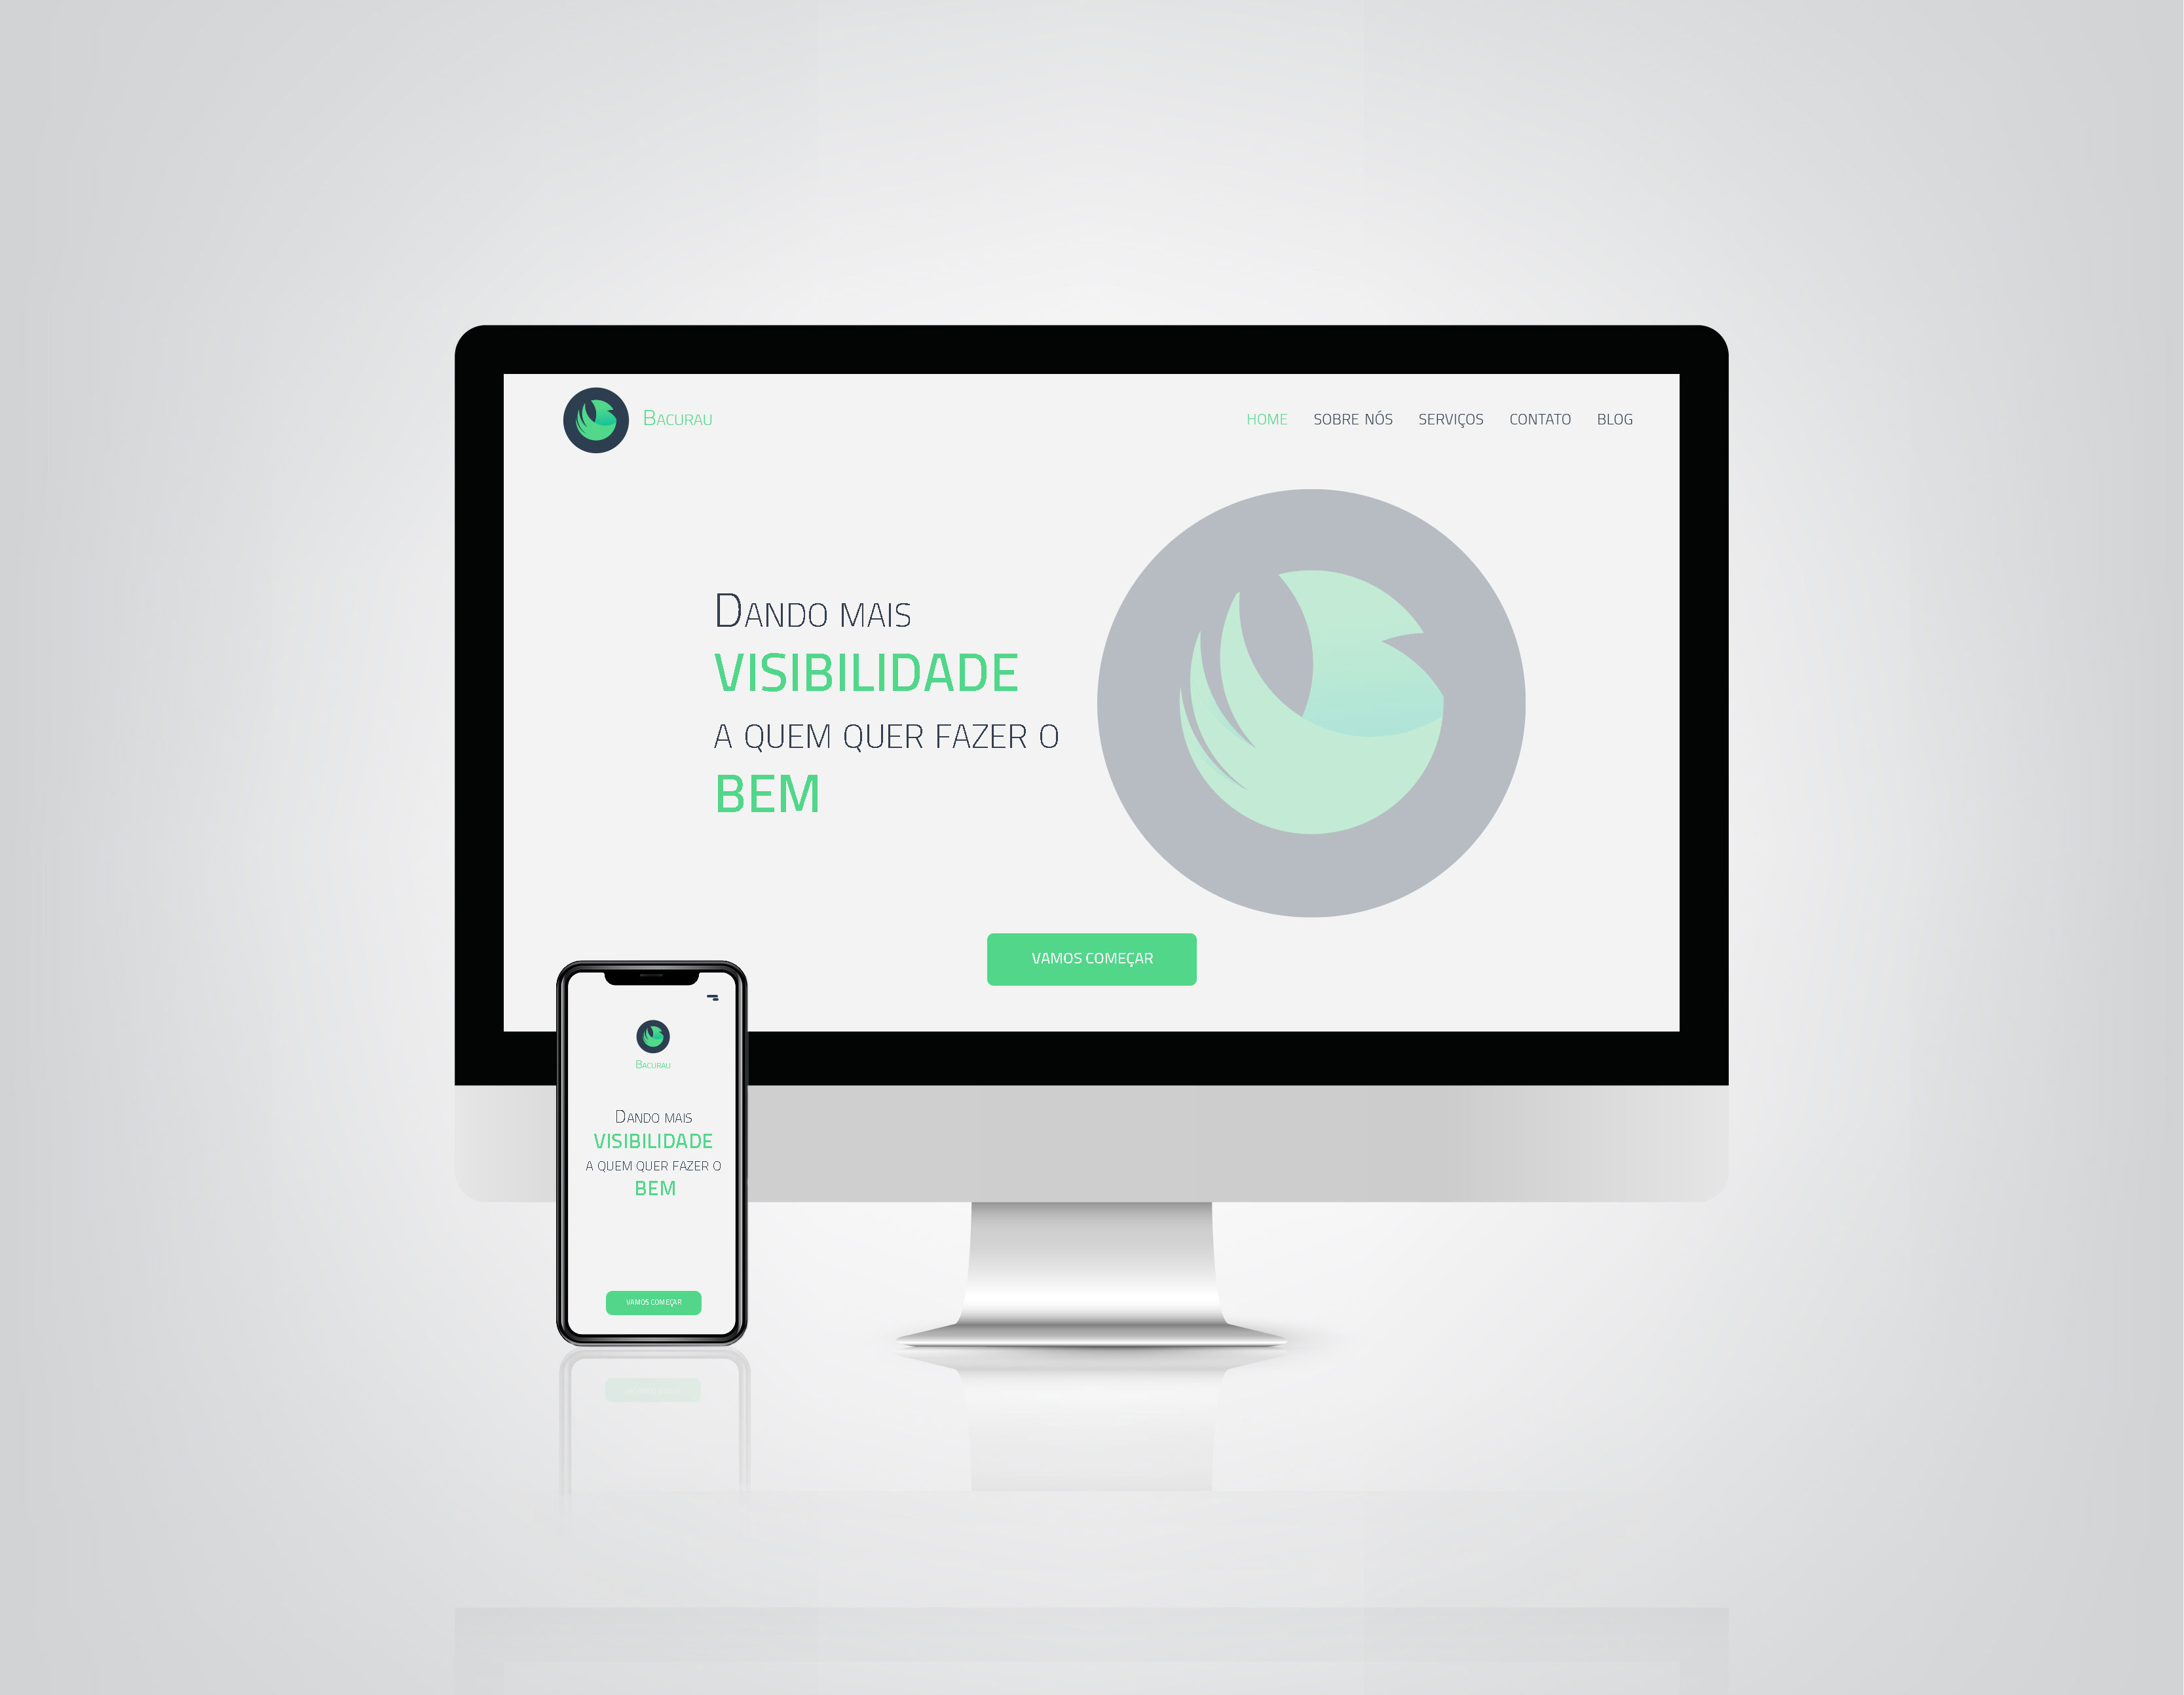 Bacurau
HOME SOBRE NÓS SERVIÇOS CONTATO BLOG
Dando mais
VISIBILIDADE
a quem quer fazer o
BEM
VAMOS COMEÇAR
Bacurau
Dando mais
VISIBILIDADE
a quem quer fazer o
BEM
VAMOS COMEÇAR